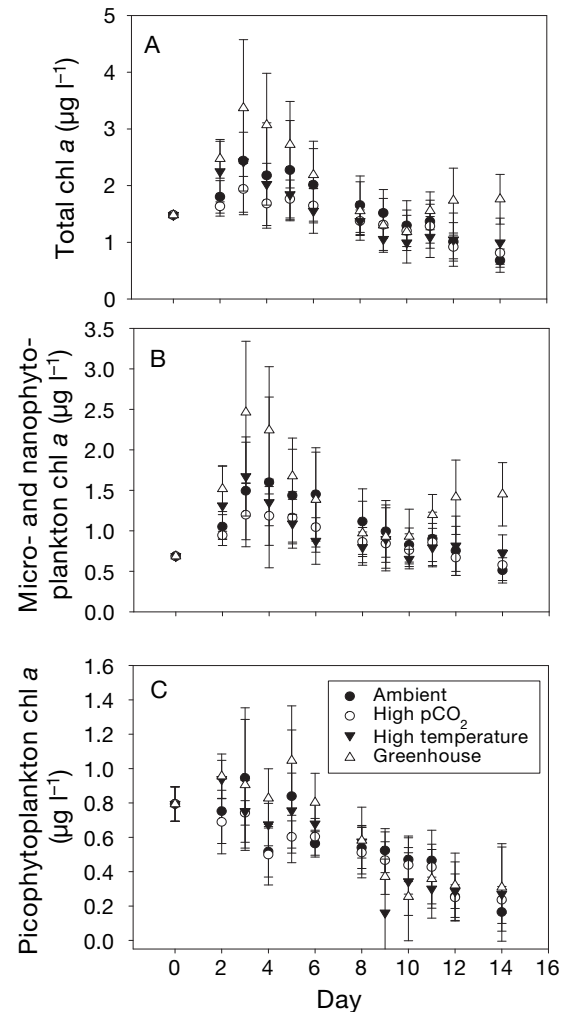 A
Total chl a (µg l⁻¹)
5
4
3
2
1
0
B
Micro- and nanophyto-
plankton chl a (µg l⁻¹)
3.5
3.0
2.5
2.0
1.5
1.0
0.5
0.0
C
Picophytoplankton chl a
(µg l⁻¹)
1.6
1.4
1.2
1.0
0.8
0.6
0.4
0.2
0.0
Ambient
High pCO₂
High temperature
Greenhouse
0 2 4 6 8 10 12 14 16
Day